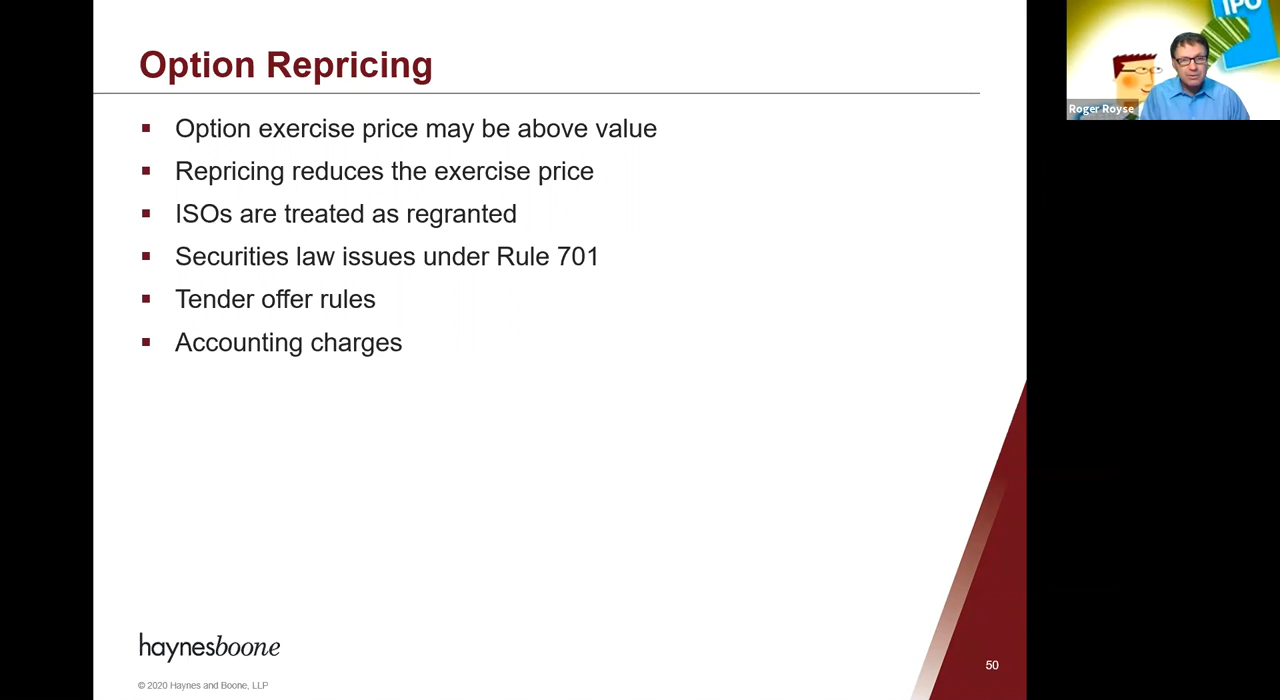 Option Repricing
Option exercise price may be above value
Repricing reduces the exercise price
ISOs are treated as regranted
Securities law issues under Rule 701
Tender offer rules
Accounting charges
haynesboone
© 2020 Haynes and Boone, LLP
50
IPO
Roger Royse